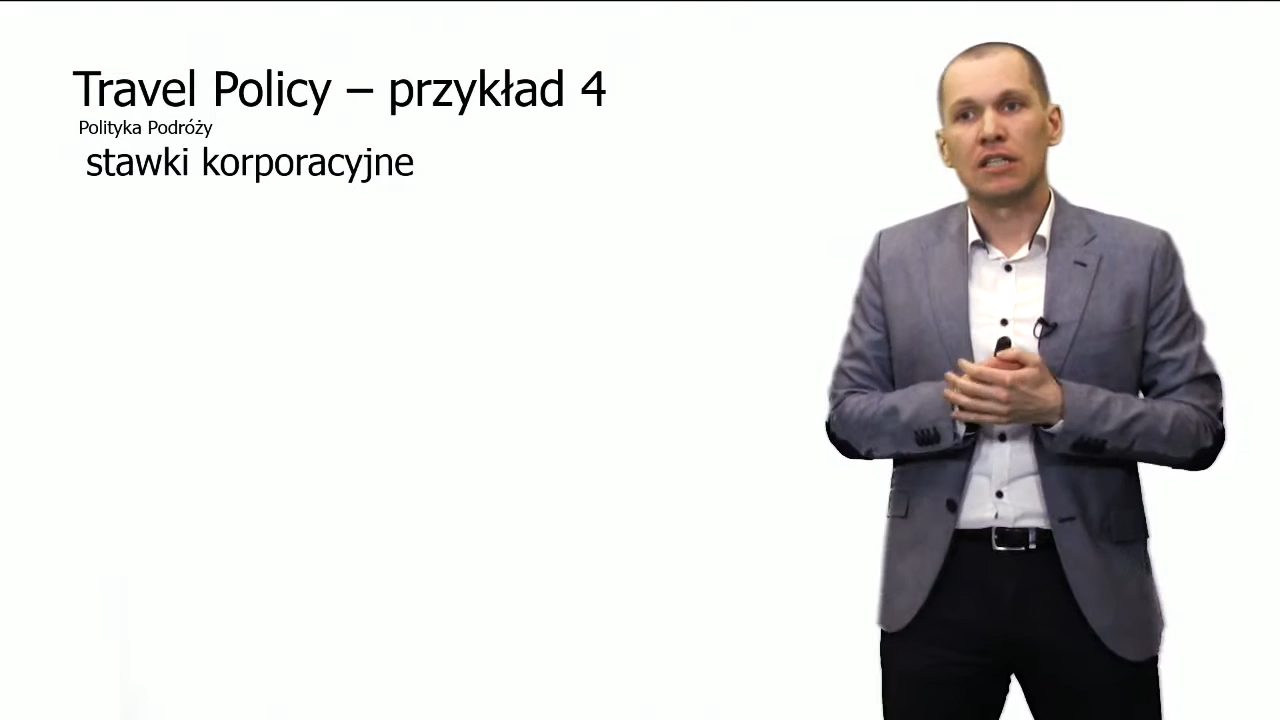 Travel Policy – przykład 4
Polityka Podróży
stawki korporacyjne